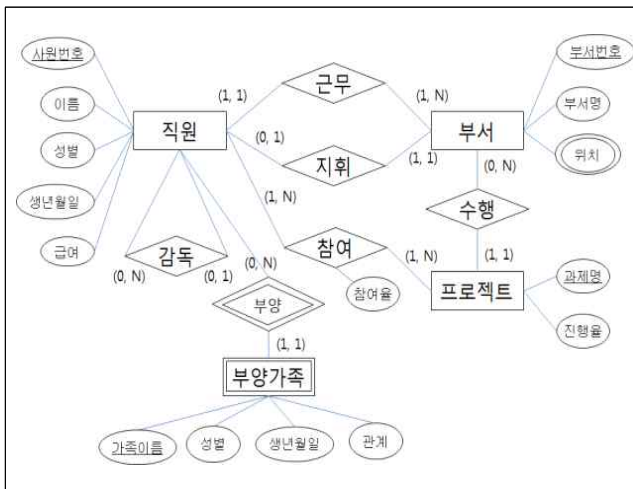 사원번호
부서번호
(1, 1)
근무
(1, N)
이름
부서명
직원
부서
성별
(0, 1)
지휘
(1, 1)
위치
(1, N)
(0, N)
생년월일
수행
급여
감독
참여
(0, N)
(0, 1)
(0, N)
(1, N)
(1, 1)
과제명
부양
참여율
프로젝트
진행율
(1, 1)
부양가족
가족이름
성별
생년월일
관계